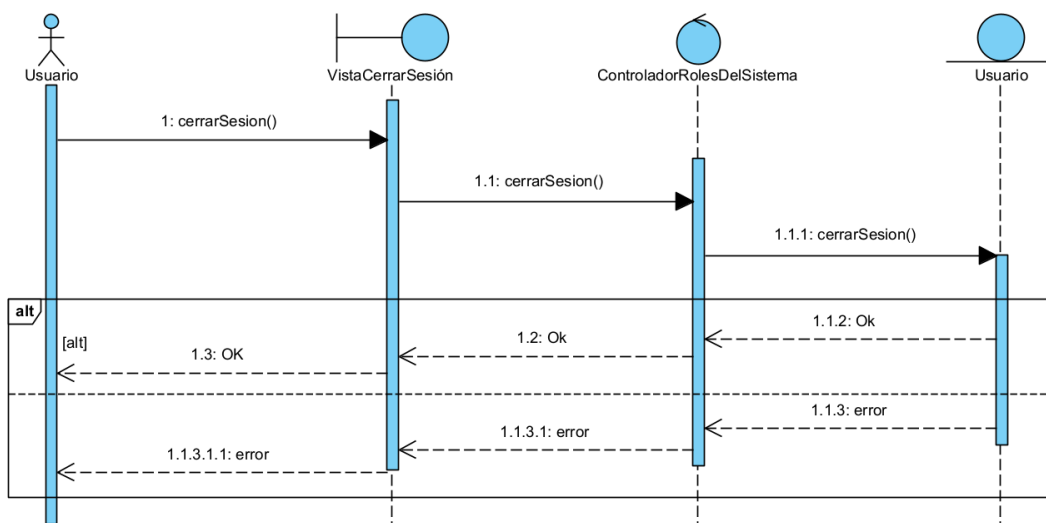 Usuario
VistaCerrarSesión
ControladorRolesDelSistema
Usuario
1: cerrarSesion()
1.1: cerrarSesion()
1.1.1: cerrarSesion()
alt
[alt]
1.1.2: Ok
1.2: Ok
1.3: OK
1.1.3: error
1.1.3.1: error
1.1.3.1.1: error